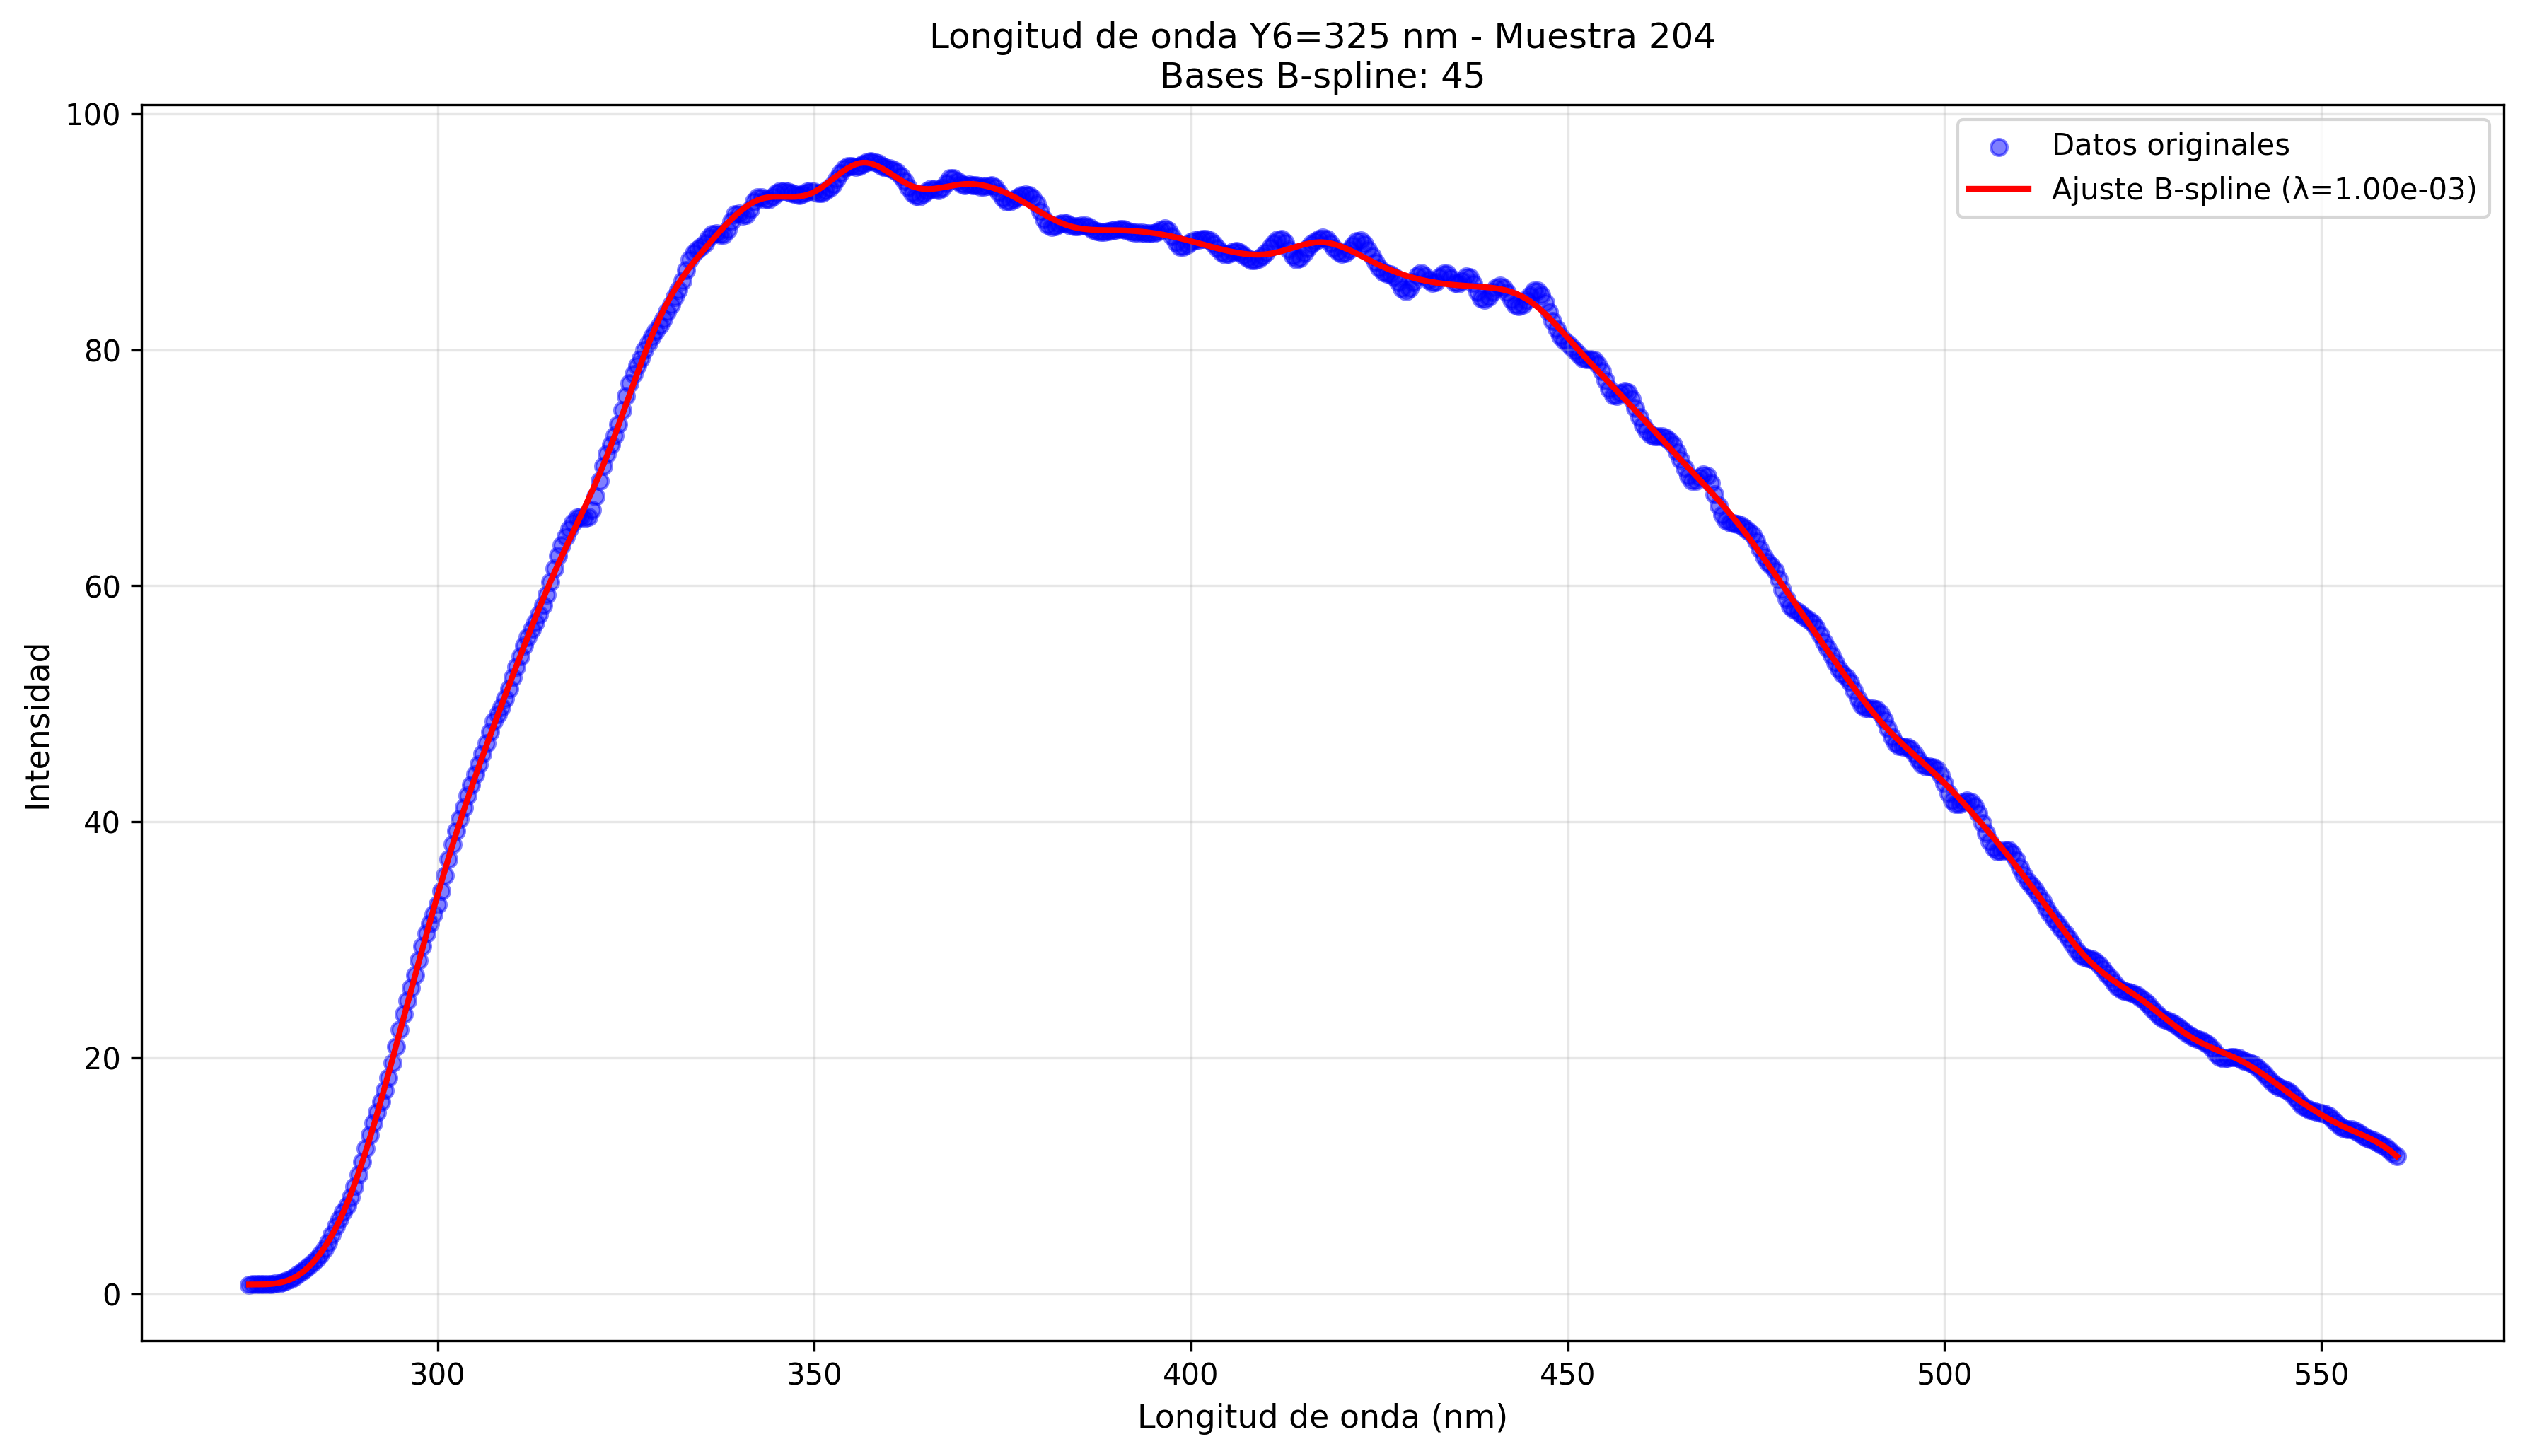 Longitud de onda Y6=325 nm - Muestra 204
Bases B-spline: 45
Datos originales
Ajuste B-spline (λ=1.00e-03)
Intensidad
100
80
60
40
20
0
300 350 400 450 500 550
Longitud de onda (nm)